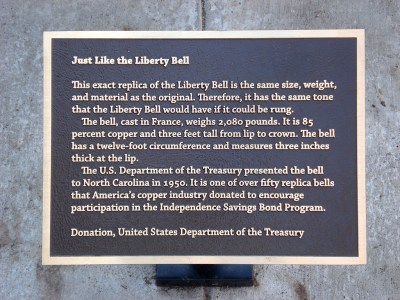 Just Like the Liberty Bell
This exact replica of the Liberty Bell is the same size, weight,
and material as the original. Therefore, it has the same tone
that the Liberty Bell would have if it could be rung.
The bell, cast in France, weighs 2,080 pounds. It is 85
percent copper and three feet tall from lip to crown. The bell
has a twelve-foot circumference and measures three inches
thick at the lip.
The U.S. Department of the Treasury presented the bell
to North Carolina in 1950. It is one of over fifty replica bells
that America's copper industry donated to encourage
participation in the Independence Savings Bond Program.
Donation, United States Department of the Treasury